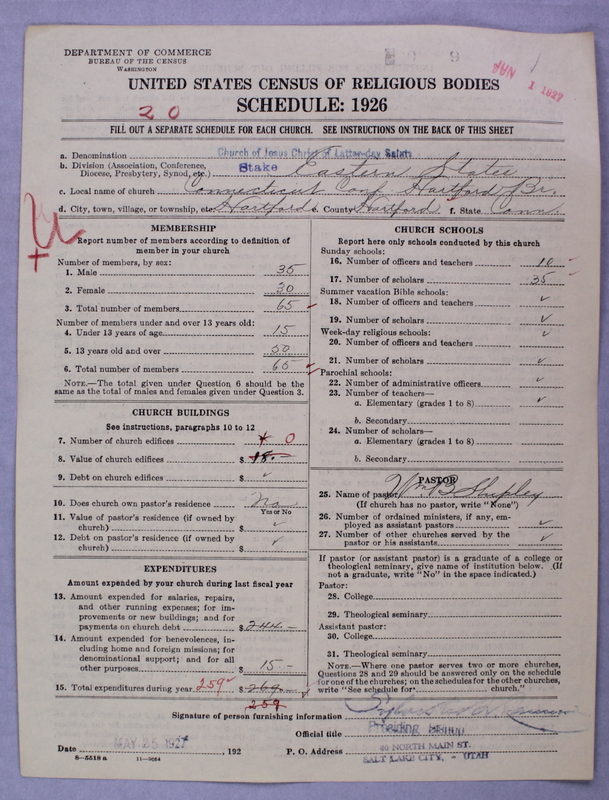 DEPARTMENT OF COMMERCE
BUREAU OF THE CENSUS
WASHINGTON
MAR 1 1927
UNITED STATES CENSUS OF RELIGIOUS BODIES
SCHEDULE: 1926
20
FILL OUT A SEPARATE SCHEDULE FOR EACH CHURCH. SEE INSTRUCTIONS ON THE BACK OF THIS SHEET
a. Denomination Church of Jesus Christ of Latter-day Saints
b. Division (Association, Conference, Diocese, Presbytery, Synod, etc.) Stake Eastern States
c. Local name of church Connecticut Conf Hartford Br.
d. City, town, village, or township, etc. Hartford e. County Hartford f. State Conn
MEMBERSHIP
Report number of members according to definition of
member in your church
Number of members, by sex:
1. Male 35
2. Female 30
3. Total number of members 65
Number of members under and over 13 years old:
4. Under 13 years of age 15
5. 13 years old and over 50
6. Total number of members 65
NOTE.—The total given under Question 6 should be the
same as the total of males and females given under Question 3.
CHURCH BUILDINGS
See instructions, paragraphs 10 to 12
7. Number of church edifices 0
8. Value of church edifices $ 18.-
9. Debt on church edifices $
10. Does church own pastor's residence No
Yes or No
11. Value of pastor's residence (if owned by
church) $
12. Debt on pastor's residence (if owned by
church) $
EXPENDITURES
Amount expended by your church during last fiscal year
13. Amount expended for salaries, repairs,
and other running expenses; for im-
provements or new buildings; and for
payments on church debt $ 244 —
14. Amount expended for benevolences, in-
cluding home and foreign missions; for
denominational support; and for all
other purposes $ 15 —
15. Total expenditures during year 259 $ 269.—
259
CHURCH SCHOOLS
Report here only schools conducted by this church
Sunday schools:
16. Number of officers and teachers 10
17. Number of scholars 35
Summer vacation Bible schools:
18. Number of officers and teachers
19. Number of scholars
Week-day religious schools:
20. Number of officers and teachers
21. Number of scholars
Parochial schools:
22. Number of administrative officers
23. Number of teachers—
a. Elementary (grades 1 to 8)
b. Secondary
24. Number of scholars—
a. Elementary (grades 1 to 8)
b. Secondary
PASTOR
25. Name of pastor Wm B Shipley
(If church has no pastor, write "None")
26. Number of ordained ministers, if any, em-
ployed as assistant pastors
27. Number of other churches served by the
pastor or his assistants
If pastor (or assistant pastor) is a graduate of a college or
theological seminary, give name of institution below. (If
not a graduate, write "No" in the space indicated.)
Pastor:
28. College
29. Theological seminary
Assistant pastor:
30. College
31. Theological seminary
NOTE.—Where one pastor serves two or more churches,
Questions 28 and 29 should be answered only on the schedule
for one of the churches; on the schedules for the other churches,
write "See schedule for church."
Signature of person furnishing information
Official title Presiding Bishop
Date MAY 25 1927, 192 P. O. Address 40 NORTH MAIN ST.
SALT LAKE CITY, - UTAH
8—5518 a 11—9064